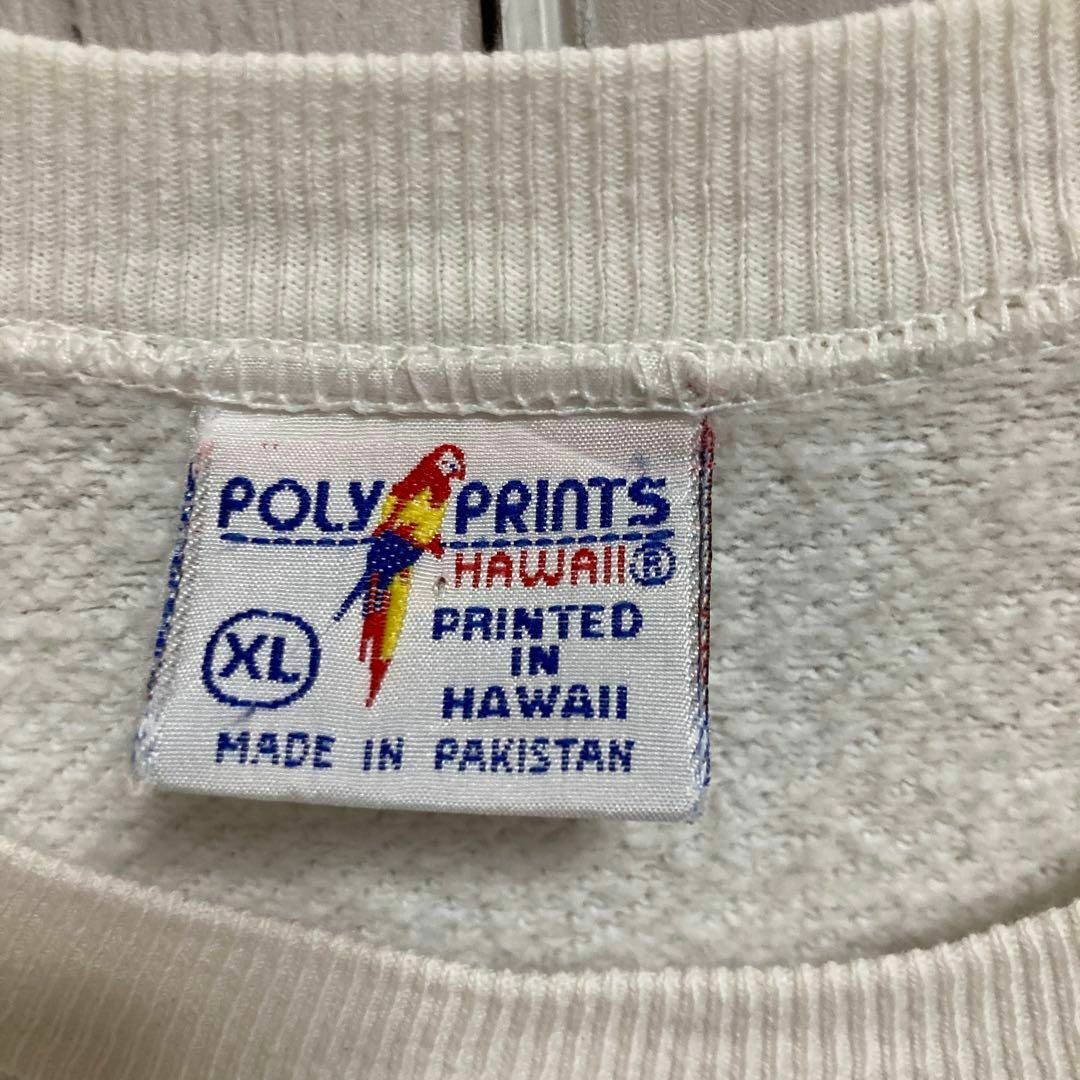 POLY PRINTS
HAWAII®
XL
PRINTED
IN
HAWAII
MADE IN PAKISTAN